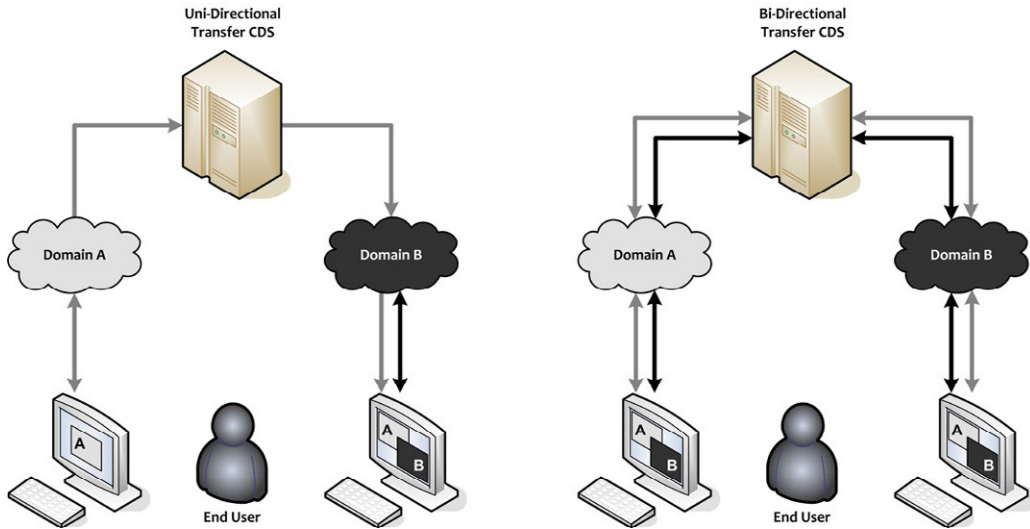 Uni-Directional
Transfer CDS
Domain A
Domain B
A
A
B
End User
Bi-Directional
Transfer CDS
Domain A
Domain B
A
B
A
B
End User